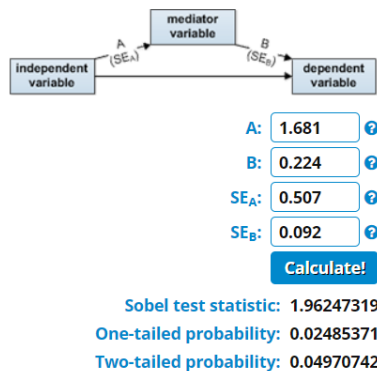 mediator
variable
A
(SEA)
B
(SEB)
independent
variable
dependent
variable
A: 1.681 ?
B: 0.224 ?
SEA: 0.507 ?
SEB: 0.092 ?
Calculate!
Sobel test statistic: 1.96247319
One-tailed probability: 0.02485371
Two-tailed probability: 0.04970742